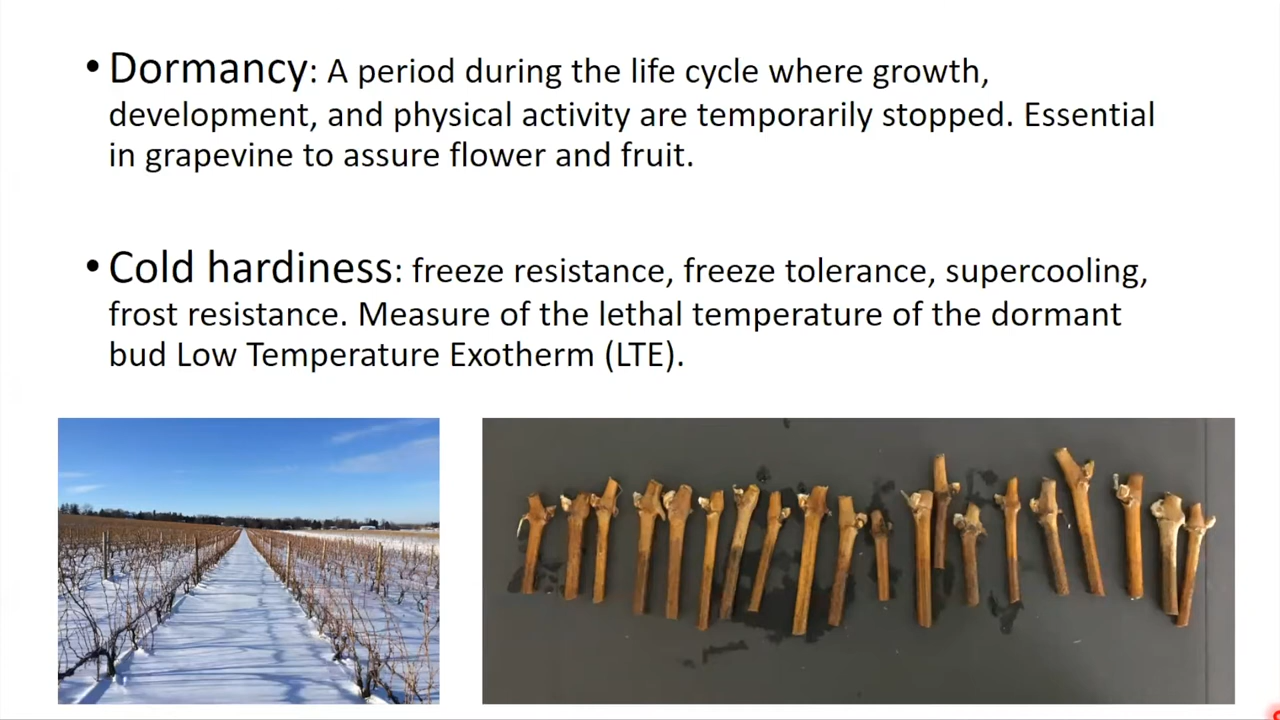 • Dormancy: A period during the life cycle where growth,
development, and physical activity are temporarily stopped. Essential
in grapevine to assure flower and fruit.
• Cold hardiness: freeze resistance, freeze tolerance, supercooling,
frost resistance. Measure of the lethal temperature of the dormant
bud Low Temperature Exotherm (LTE).